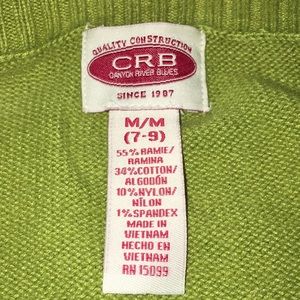 QUALITY CONSTRUCTION
CRB
CANYON RIVER BLUES
SINCE 1987
M/M
(7-9)
55% RAMIE/
RAMINA
34% COTTON/
ALGODÓN
10% NYLON/
NÍLON
1% SPANDEX
MADE IN
VIETNAM
HECHO EN
VIETNAM
RN 15099